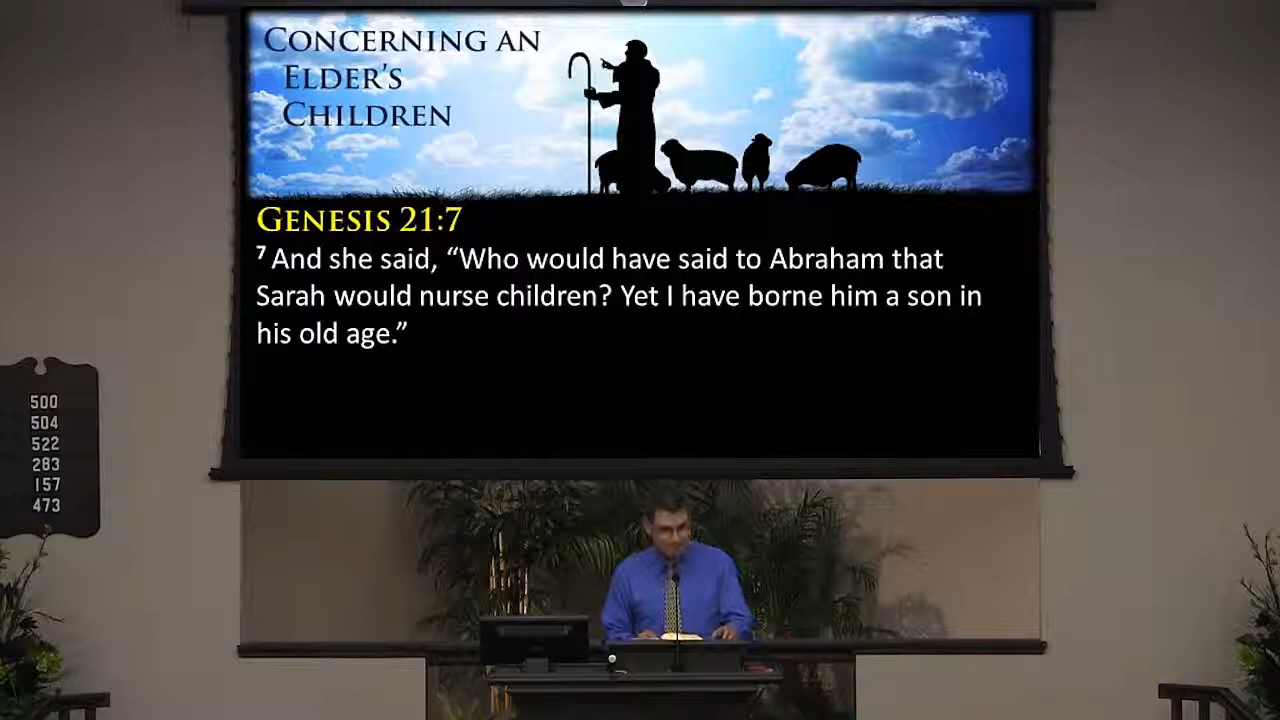 CONCERNING AN
ELDER'S
CHILDREN
GENESIS 21:7
7 And she said, “Who would have said to Abraham that
Sarah would nurse children? Yet I have borne him a son in
his old age.”
500
504
522
283
157
473